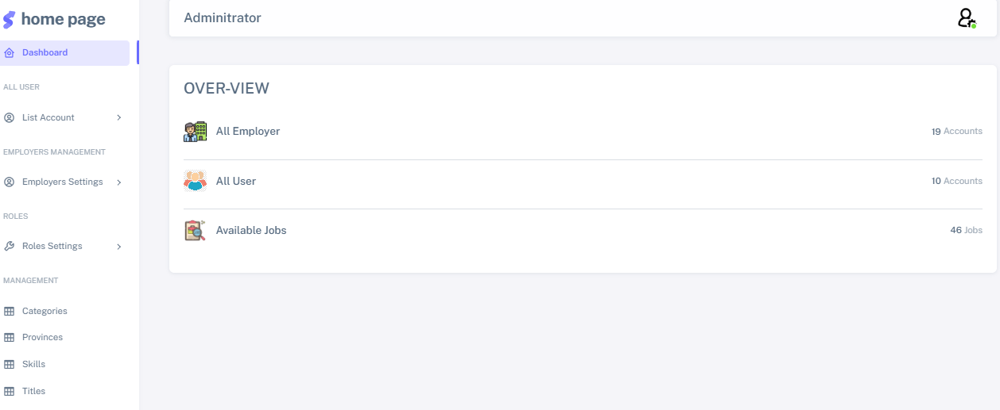 home page
Dashboard
ALL USER
List Account
EMPLOYERS MANAGEMENT
Employers Settings
ROLES
Roles Settings
MANAGEMENT
Categories
Provinces
Skills
Titles
Adminitrator
OVER-VIEW
All Employer 19 Accounts
All User 10 Accounts
Available Jobs 46 Jobs